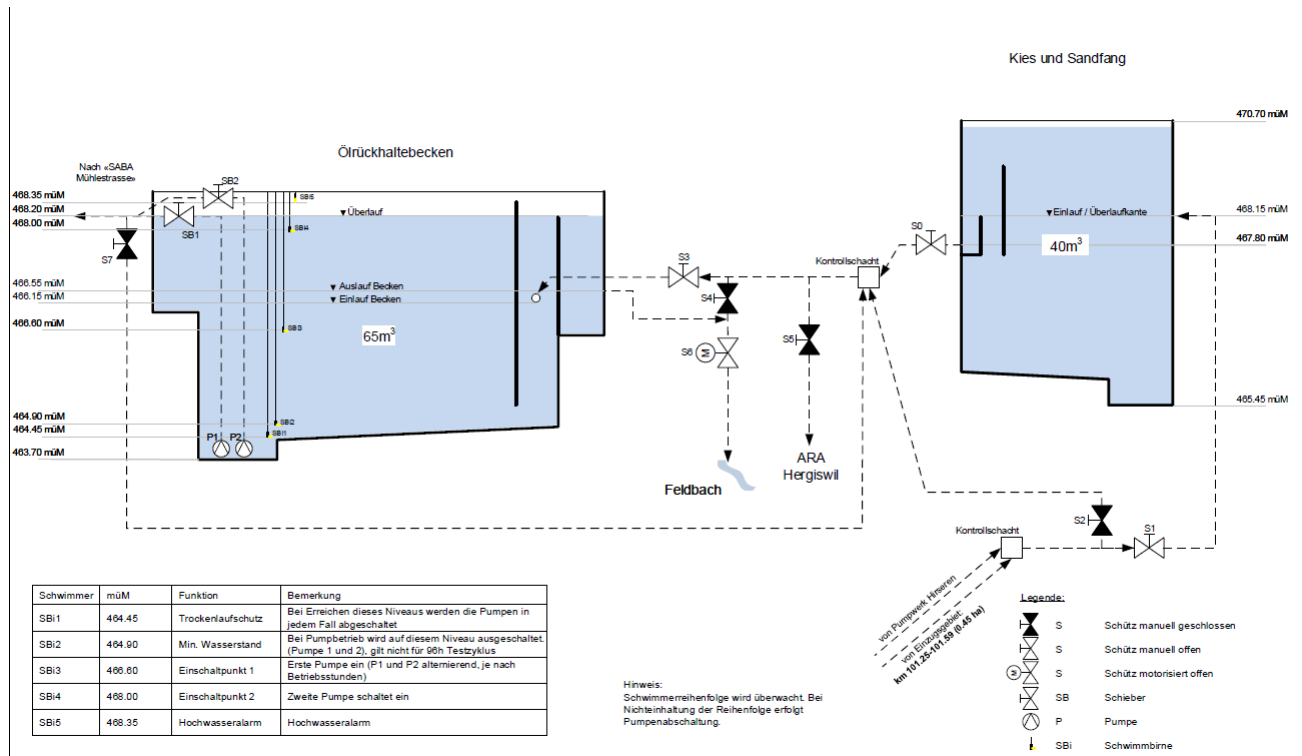 Kies und Sandfang
470.70 müM
Ölrückhaltebecken
Nach «SABA
Mühlestrasse»
SB2
468.35 müM
SBi5
468.20 müM
Überlauf
Einlauf / Überlaufkante
468.15 müM
468.00 müM
SB1
SBi4
S0
40m³
467.80 müM
S7
S3
Kontrollschacht
466.55 müM
Auslauf Becken
466.15 müM
Einlauf Becken
S4
466.60 müM
SBi3
65m³
S6
M
S5
464.90 müM
SBi2
465.45 müM
464.45 müM
P1
P2
SBi1
463.70 müM
ARA
Hergiswil
Feldbach
S2
Kontrollschacht
S1
von Pumpwerk Hirseren
von Einzugsgebiet:
km 101.25-101.59 (0.45 ha)
Schwimmer müM Funktion Bemerkung
SBi1 464.45 Trockenlaufschutz Bei Erreichen dieses Niveaus werden die Pumpen in
jedem Fall abgeschaltet
SBi2 464.90 Min. Wasserstand Bei Pumpbetrieb wird auf diesem Niveau ausgeschaltet.
(Pumpe 1 und 2), gilt nicht für 96h Testzyklus
SBi3 466.60 Einschaltpunkt 1 Erste Pumpe ein (P1 und P2 alternierend, je nach
Betriebsstunden)
SBi4 468.00 Einschaltpunkt 2 Zweite Pumpe schaltet ein
SBi5 468.35 Hochwasseralarm Hochwasseralarm
Hinweis:
Schwimmerreihenfolge wird überwacht. Bei
Nichteinhaltung der Reihenfolge erfolgt
Pumpenabschaltung.
Legende:
S Schütz manuell geschlossen
S Schütz manuell offen
M S Schütz motorisiert offen
SB Schieber
P Pumpe
SBi Schwimmbirne